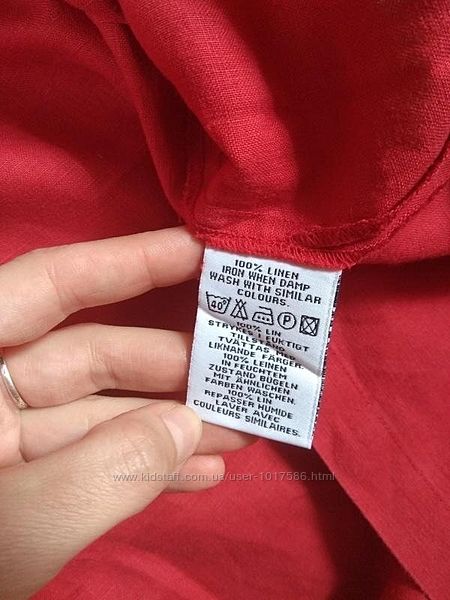 100% LINEN
IRON WHEN DAMP
WASH WITH SIMILAR
COLOURS.
40 P
100% LIN
STRYKES I FUKTIGT
TILLSTÅND.
TVÄTTAS MED
LIKNANDE FÄRGER.
100% LEINEN
IN FEUCHTEM
ZUSTAND BÜGELN
MIT ÄHNLICHEN
FARBEN WASCHEN.
100% LIN
REPASSER HUMIDE
LAVER AVEC
COULEURS SIMILAIRES.
www.kidstaff.com.ua/user-1017586.html